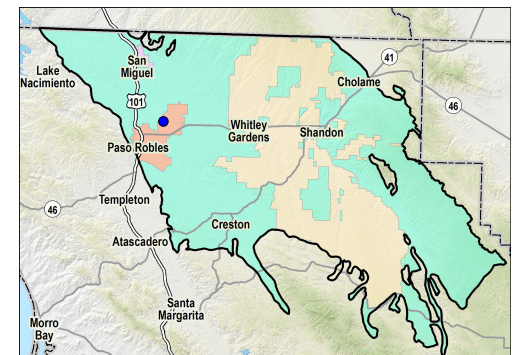 San
Miguel
Lake
Nacimiento
41
Cholame
101
46
Whitley
Gardens
Shandon
Paso Robles
Templeton
46
Creston
Atascadero
Santa
Margarita
Morro
Bay